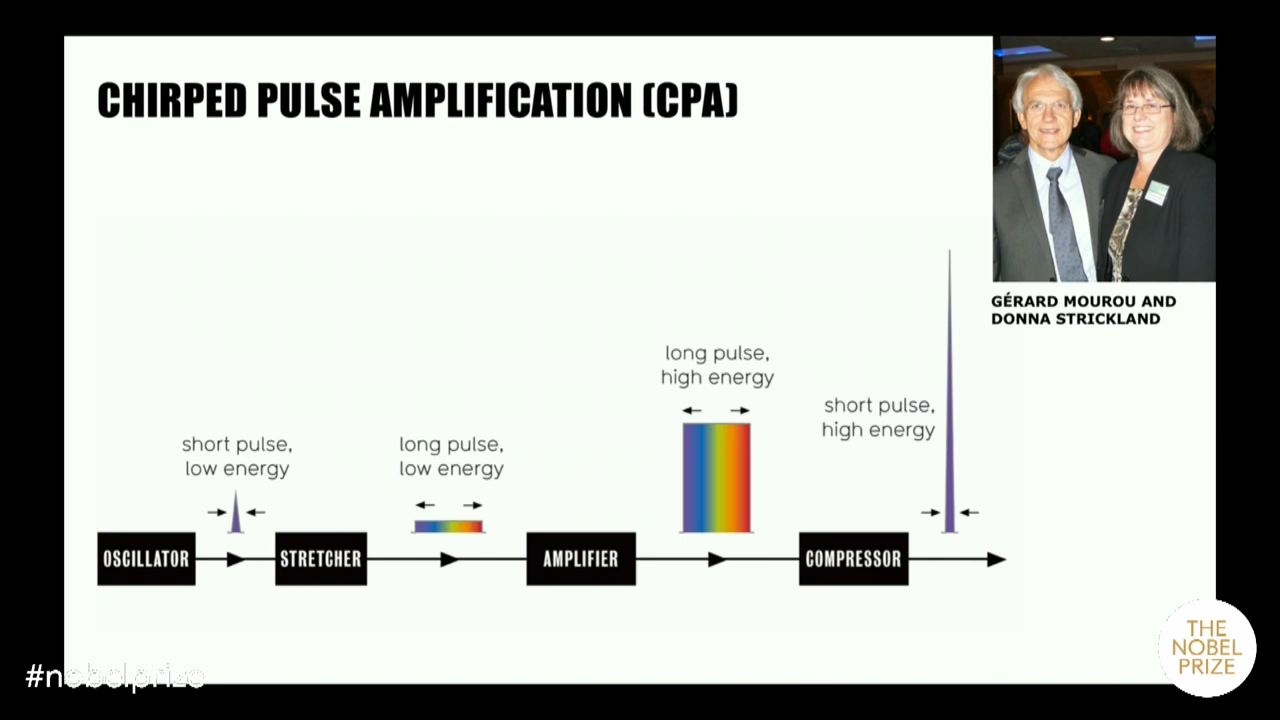 CHIRPED PULSE AMPLIFICATION (CPA)
GÉRARD MOUROU AND
DONNA STRICKLAND
long pulse,
high energy
short pulse,
high energy
short pulse,
low energy
long pulse,
low energy
OSCILLATOR
STRETCHER
AMPLIFIER
COMPRESSOR
THE
NOBEL
PRIZE
#nobelprize